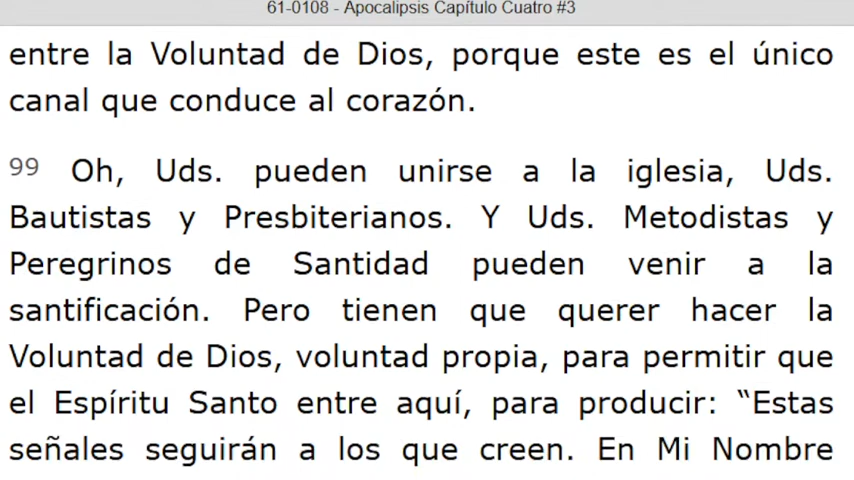 61-0108 - Apocalipsis Capítulo Cuatro #3
entre la Voluntad de Dios, porque este es el único
canal que conduce al corazón.
99 Oh, Uds. pueden unirse a la iglesia, Uds.
Bautistas y Presbiterianos. Y Uds. Metodistas y
Peregrinos de Santidad pueden venir a la
santificación. Pero tienen que querer hacer la
Voluntad de Dios, voluntad propia, para permitir que
el Espíritu Santo entre aquí, para producir: “Estas
señales seguirán a los que creen. En Mi Nombre